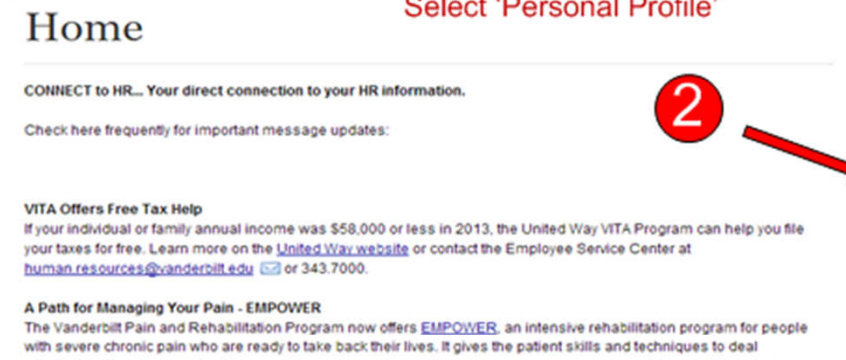 Select 'Personal Profile'
Home
CONNECT to HR... Your direct connection to your HR information.
2
Check here frequently for important message updates:
VITA Offers Free Tax Help
If your individual or family annual income was $58,000 or less in 2013, the United Way VITA Program can help you file
your taxes for free. Learn more on the United Way website or contact the Employee Service Center at
human.resources@vanderbilt.edu or 343.7000.
A Path for Managing Your Pain - EMPOWER
The Vanderbilt Pain and Rehabilitation Program now offers EMPOWER, an intensive rehabilitation program for people
with severe chronic pain who are ready to take back their lives. It gives the patient skills and techniques to deal